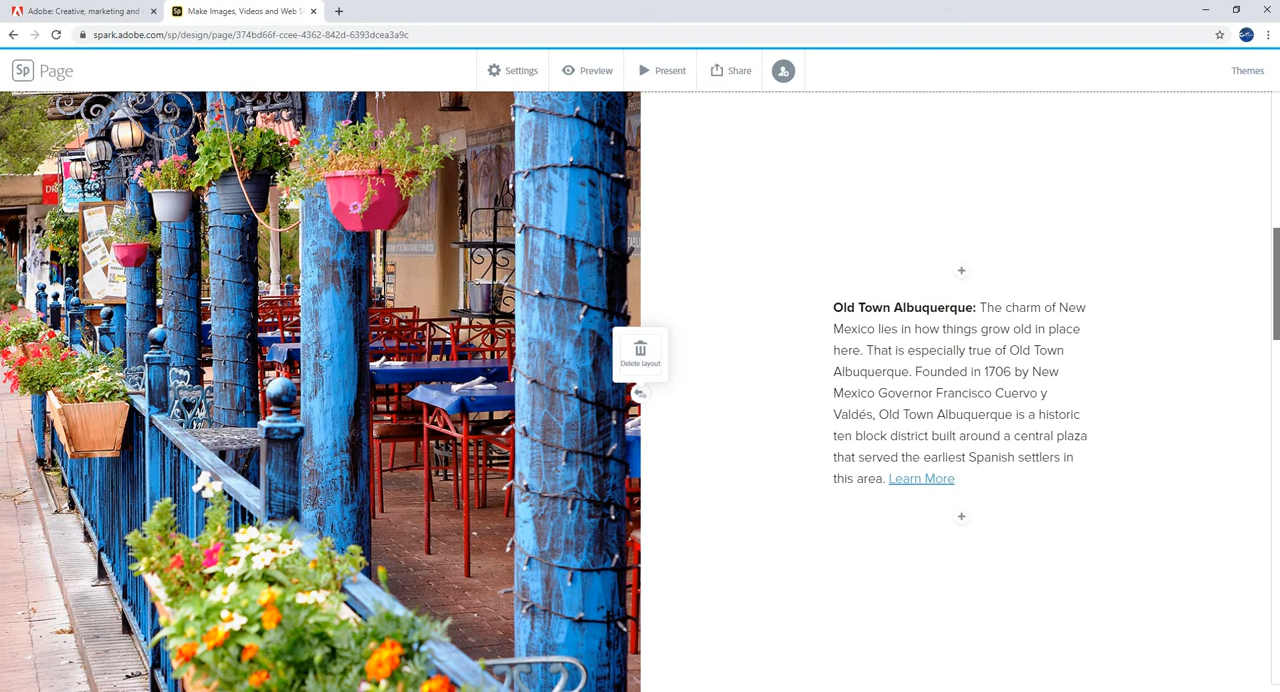 Adobe: Creative, marketing and
Make Images, Videos and Web S
spark.adobe.com/sp/design/page/374bd66f-ccee-4362-842d-6393dcea3a9c
Sp Page
Settings
Preview
Present
Share
Themes
Delete layout
Old Town Albuquerque: The charm of New
Mexico lies in how things grow old in place
here. That is especially true of Old Town
Albuquerque. Founded in 1706 by New
Mexico Governor Francisco Cuervo y
Valdés, Old Town Albuquerque is a historic
ten block district built around a central plaza
that served the earliest Spanish settlers in
this area. Learn More